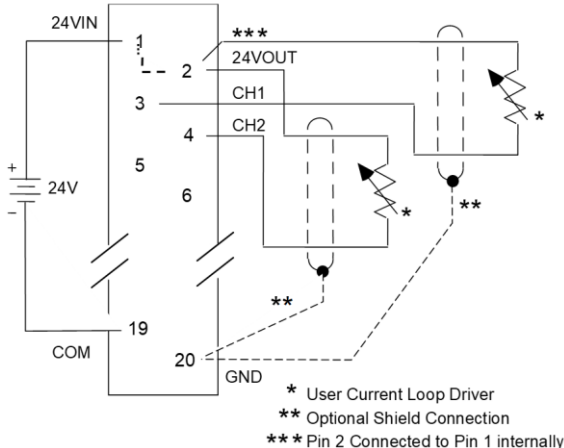 24VIN
1
***
2
24VOUT
3
CH1
*
4
CH2
5
+
24V
−
6
*
**
**
19
COM
20
GND
* User Current Loop Driver
** Optional Shield Connection
*** Pin 2 Connected to Pin 1 internally